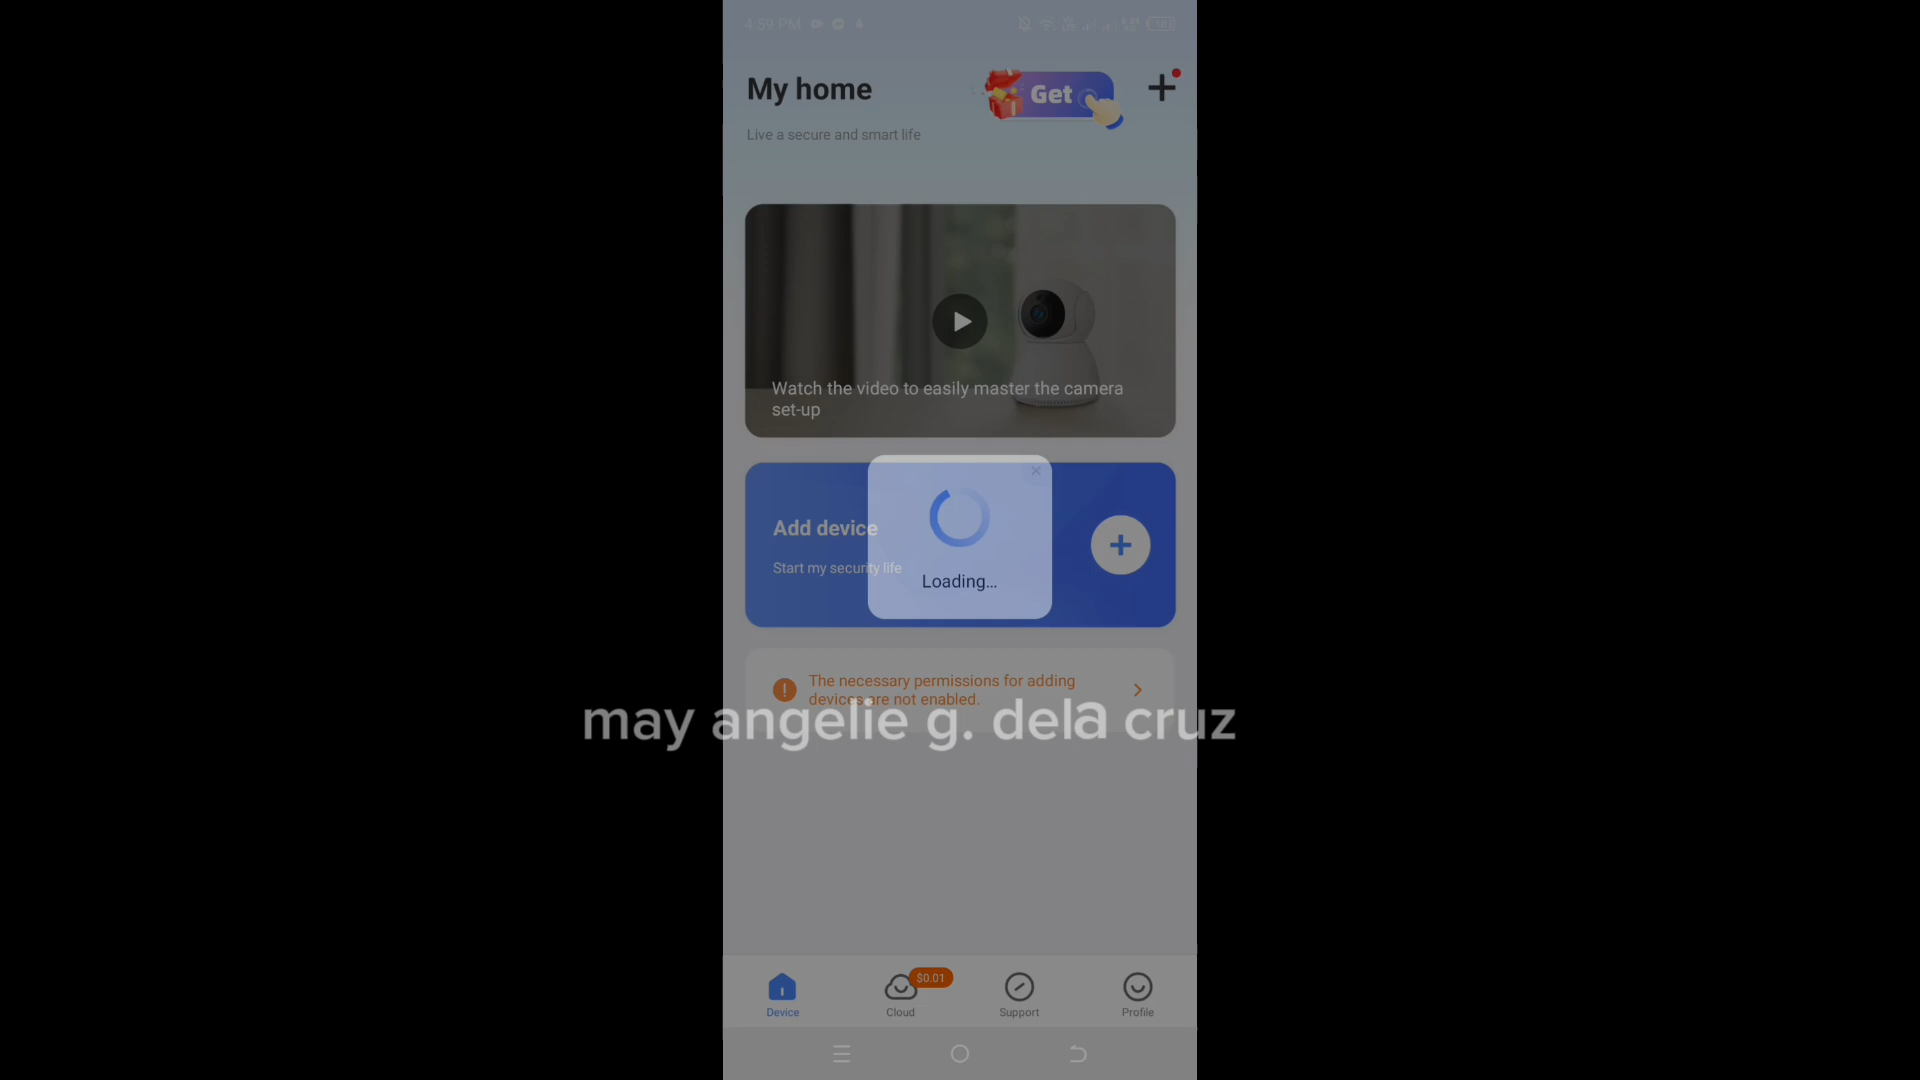 4:59 PM
My home
Get
Live a secure and smart life
Watch the video to easily master the camera
set-up
Add device
Start my security life
Loading...
The necessary permissions for adding
devices are not enabled.
may angelie g. dela cruz
$0.01
Device
Cloud
Support
Profile